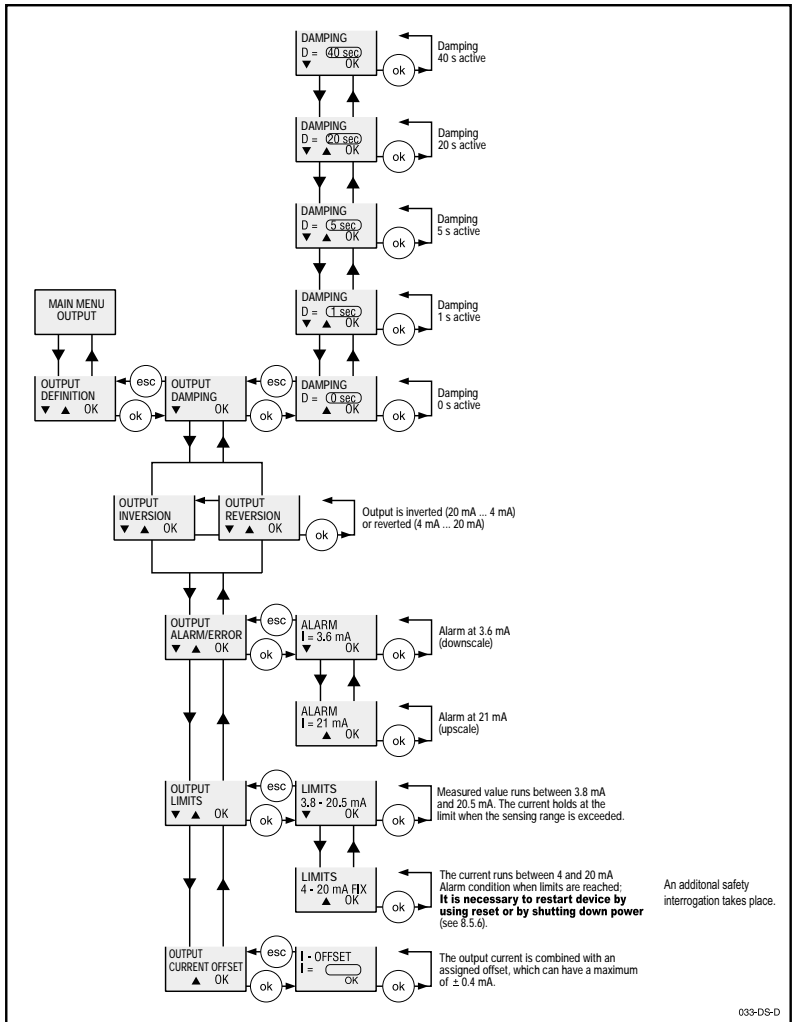 DAMPING
D = 40 sec
▼ OK
ok
Damping
40 s active
DAMPING
D = 20 sec
▼ ▲ OK
ok
Damping
20 s active
DAMPING
D = 5 sec
▼ ▲ OK
ok
Damping
5 s active
DAMPING
D = 1 sec
▼ ▲ OK
ok
Damping
1 s active
MAIN MENU
OUTPUT
OUTPUT
DEFINITION
▼ ▲ OK
esc
ok
OUTPUT
DAMPING
▼ OK
esc
ok
DAMPING
D = 0 sec
▲ OK
ok
Damping
0 s active
OUTPUT
INVERSION
▼ ▲ OK
OUTPUT
REVERSION
▼ ▲ OK
ok
Output is inverted (20 mA ... 4 mA)
or reverted (4 mA ... 20 mA)
OUTPUT
ALARM/ERROR
▼ ▲ OK
esc
ok
ALARM
I = 3.6 mA
▼ OK
ok
Alarm at 3.6 mA
(downscale)
ALARM
I = 21 mA
▲ OK
ok
Alarm at 21 mA
(upscale)
OUTPUT
LIMITS
▼ ▲ OK
esc
ok
LIMITS
3.8 - 20.5 mA
▼ OK
ok
Measured value runs between 3.8 mA
and 20.5 mA. The current holds at the
limit when the sensing range is exceeded.
LIMITS
4 - 20 mA FIX
▲ OK
ok
The current runs between 4 and 20 mA
Alarm condition when limits are reached;
It is necessary to restart device by
using reset or by shutting down power
(see 8.5.6).
An additonal safety
interrogation takes place.
OUTPUT
CURRENT OFFSET
▲ OK
esc
ok
I - OFFSET
I =
OK
ok
The output current is combined with an
assigned offset, which can have a maximum
of ± 0.4 mA.
033-DS-D